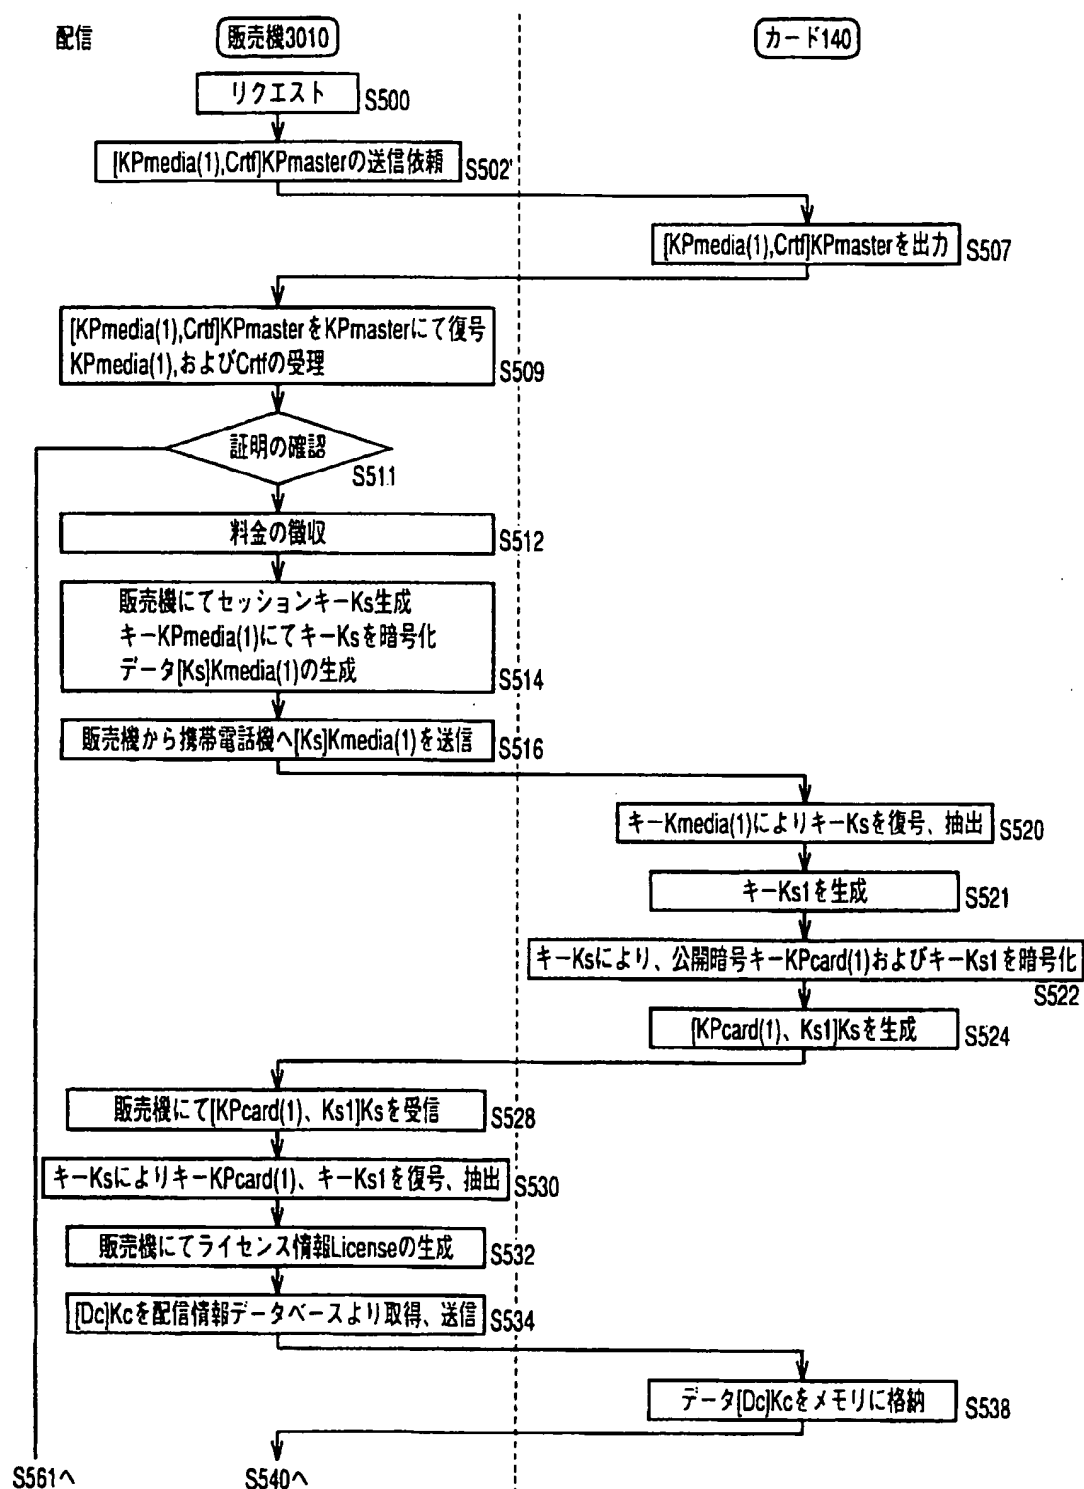 配信
販売機3010
カード140
リクエスト
S500
[KPmedia(1),Crtf]KPmasterの送信依頼
S502'
[KPmedia(1),Crtf]KPmasterを出力
S507
[KPmedia(1),Crtf]KPmasterをKPmasterにて復号
KPmedia(1),およびCrtfの受理
S509
証明の確認
S511
料金の徴収
S512
販売機にてセッションキーKs生成
キーKPmedia(1)にてキーKsを暗号化
データ[Ks]Kmedia(1)の生成
S514
販売機から携帯電話機へ[Ks]Kmedia(1)を送信
S516
キーKmedia(1)によりキーKsを復号、抽出
S520
キーKs1を生成
S521
キーKsにより、公開暗号キーKPcard(1)およびキーKs1を暗号化
S522
[KPcard(1)、Ks1]Ksを生成
S524
販売機にて[KPcard(1)、Ks1]Ksを受信
S528
キーKsによりキーKPcard(1)、キーKs1を復号、抽出
S530
販売機にてライセンス情報Licenseの生成
S532
[Dc]Kcを配信情報データベースより取得、送信
S534
データ[Dc]Kcをメモリに格納
S538
S561へ
S540へ